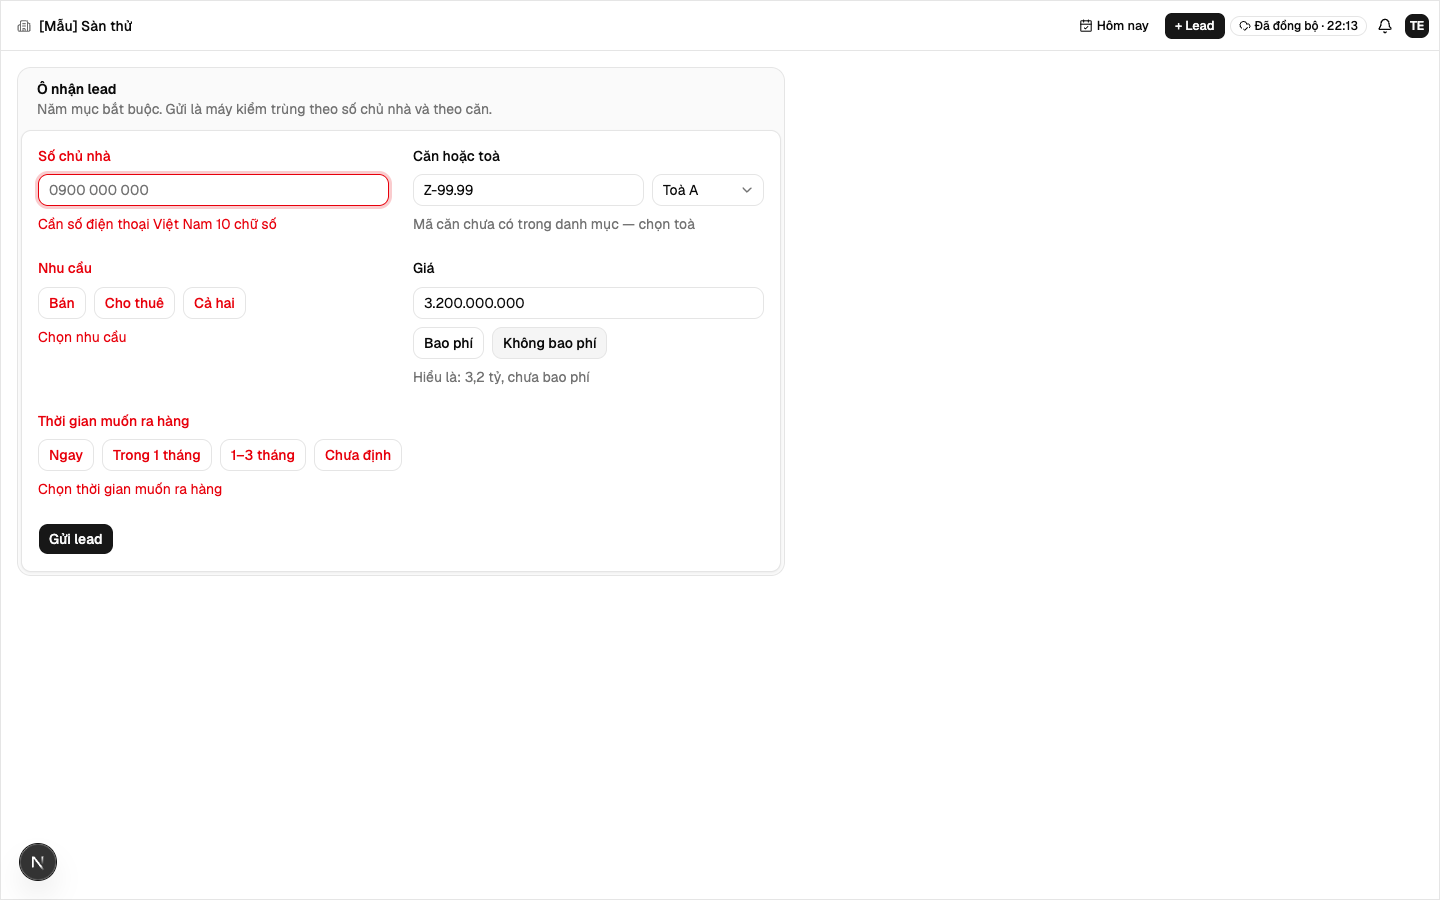 [Mẫu] Sàn thử
Hôm nay
+ Lead
Đã đồng bộ · 22:13
TE
Ô nhận lead
Năm mục bắt buộc. Gửi là máy kiểm trùng theo số chủ nhà và theo căn.
Số chủ nhà
0900 000 000
Cần số điện thoại Việt Nam 10 chữ số
Căn hoặc toà
Z-99.99
Toà A
Mã căn chưa có trong danh mục — chọn toà
Nhu cầu
Bán
Cho thuê
Cả hai
Chọn nhu cầu
Giá
3.200.000.000
Bao phí
Không bao phí
Hiểu là: 3,2 tỷ, chưa bao phí
Thời gian muốn ra hàng
Ngay
Trong 1 tháng
1–3 tháng
Chưa định
Chọn thời gian muốn ra hàng
Gửi lead
N